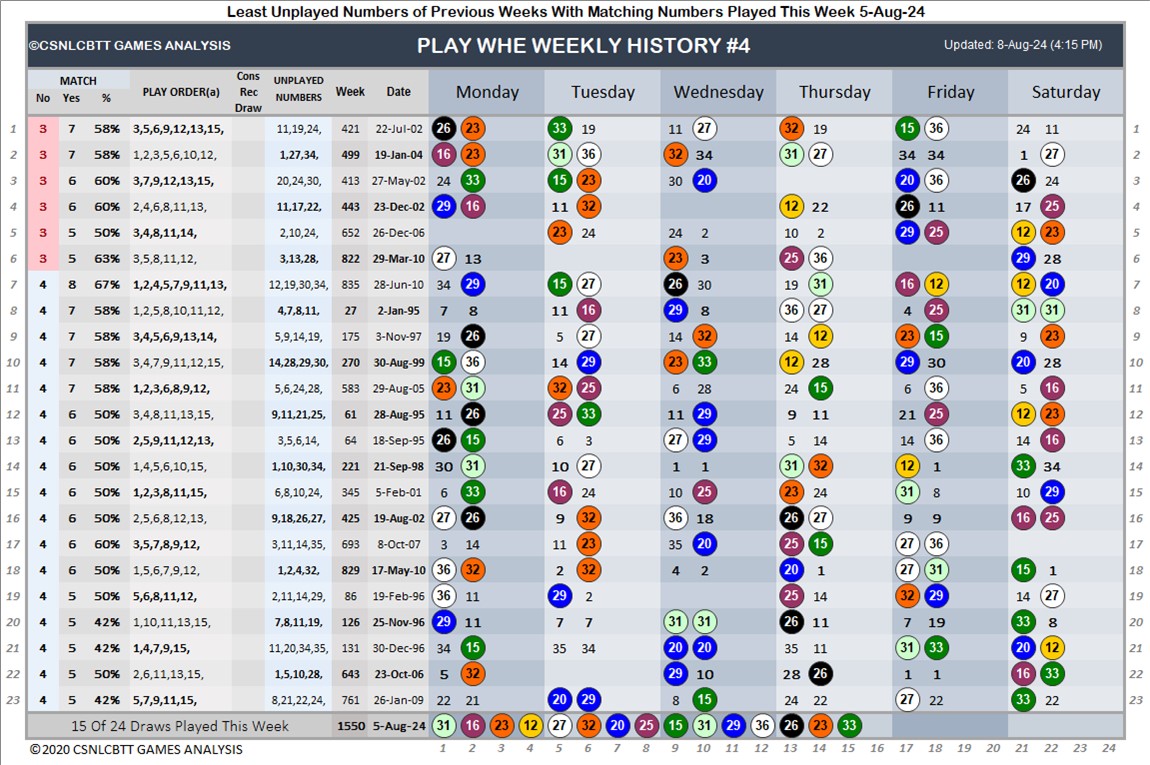 Least Unplayed Numbers of Previous Weeks With Matching Numbers Played This Week 5-Aug-24
©CSNLCBTT GAMES ANALYSIS PLAY WHE WEEKLY HISTORY #4 Updated: 8-Aug-24 (4:15 PM)
MATCH No Yes % PLAY ORDER(a) Cons Rec Draw UNPLAYED NUMBERS Week Date Monday Tuesday Wednesday Thursday Friday Saturday
1 3 7 58% 3,5,6,9,12,13,15, 11,19,24, 421 22-Jul-02 26 23 33 19 11 27 32 19 15 36 24 11 1
2 3 7 58% 1,2,3,5,6,10,12, 1,27,34, 499 19-Jan-04 16 23 31 36 32 34 31 27 34 34 1 27 2
3 3 6 60% 3,7,9,12,13,15, 20,24,30, 413 27-May-02 24 33 15 23 30 20 20 36 26 24 3
4 3 6 60% 2,4,6,8,11,13, 11,17,22, 443 23-Dec-02 29 16 11 32 12 22 26 11 17 25 4
5 3 5 50% 3,4,8,11,14, 2,10,24, 652 26-Dec-06 23 24 24 2 10 2 29 25 12 23 5
6 3 5 63% 3,5,8,11,12, 3,13,28, 822 29-Mar-10 27 13 23 3 25 36 29 28 6
7 4 8 67% 1,2,4,5,7,9,11,13, 12,19,30,34, 835 28-Jun-10 34 29 15 27 26 30 19 31 16 12 12 20 7
8 4 7 58% 1,2,5,8,10,11,12, 4,7,8,11, 27 2-Jan-95 7 8 11 16 29 8 36 27 4 25 31 31 8
9 4 7 58% 3,4,5,6,9,13,14, 5,9,14,19, 175 3-Nov-97 19 26 5 27 14 32 14 12 23 15 9 23 9
10 4 7 58% 3,4,7,9,11,12,15, 14,28,29,30, 270 30-Aug-99 15 36 14 29 23 33 12 28 29 30 20 28 10
11 4 7 58% 1,2,3,6,8,9,12, 5,6,24,28, 583 29-Aug-05 23 31 32 25 6 28 24 15 6 36 5 16 11
12 4 6 50% 3,4,8,11,13,15, 9,11,21,25, 61 28-Aug-95 11 26 25 33 11 29 9 11 21 25 12 23 12
13 4 6 50% 2,5,9,11,12,13, 3,5,6,14, 64 18-Sep-95 26 15 6 3 27 29 5 14 14 36 14 16 13
14 4 6 50% 1,4,5,6,10,15, 1,10,30,34, 221 21-Sep-98 30 31 10 27 1 1 31 32 12 1 33 34 14
15 4 6 50% 1,2,3,8,11,15, 6,8,10,24, 345 5-Feb-01 6 33 16 24 10 25 23 24 31 8 10 29 15
16 4 6 50% 2,5,6,8,12,13, 9,18,26,27, 425 19-Aug-02 27 26 9 32 36 18 26 27 9 9 16 25 16
17 4 6 60% 3,5,7,8,9,12, 3,11,14,35, 693 8-Oct-07 3 14 11 23 35 20 25 15 27 36 17
18 4 6 50% 1,5,6,7,9,12, 1,2,4,32, 829 17-May-10 36 32 2 32 4 2 20 1 27 31 15 1 18
19 4 5 50% 5,6,8,11,12, 2,11,14,29, 86 19-Feb-96 36 11 29 2 25 14 32 29 14 27 19
20 4 5 42% 1,10,11,13,15, 7,8,11,19, 126 25-Nov-96 29 11 7 7 31 31 26 11 7 19 33 8 20
21 4 5 42% 1,4,7,9,15, 11,20,34,35, 131 30-Dec-96 34 15 35 34 20 20 35 11 31 33 20 12 21
22 4 5 50% 2,6,11,13,15, 1,5,10,28, 643 23-Oct-06 5 32 29 10 28 26 1 1 16 33 22
23 4 5 42% 5,7,9,11,15, 8,21,22,24, 761 26-Jan-09 22 21 20 29 8 15 24 22 27 22 33 22 23
15 Of 24 Draws Played This Week 1550 5-Aug-24 31 16 23 12 27 32 20 25 15 31 29 36 26 23 33
©2020 CSNLCBTT GAMES ANALYSIS 1 2 3 4 5 6 7 8 9 10 11 12 13 14 15 16 17 18 19 20 21 22 23 24